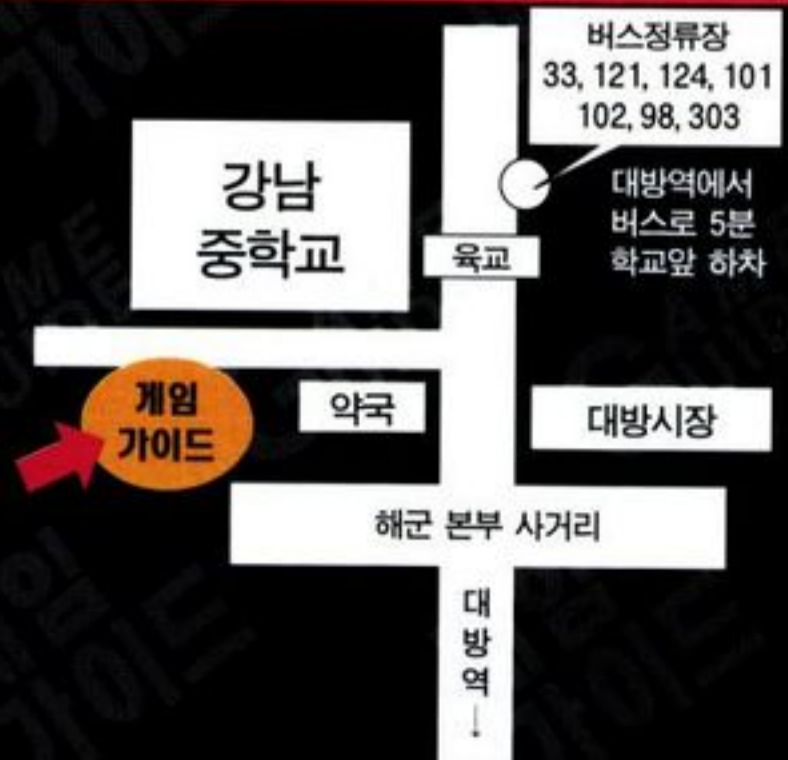 버스정류장
33, 121, 124, 101
102, 98, 303
강남
중학교
대방역에서
버스로 5분
학교앞 하차
육교
게임
가이드
약국
대방시장
해군 본부 사거리
대
방
역
↓